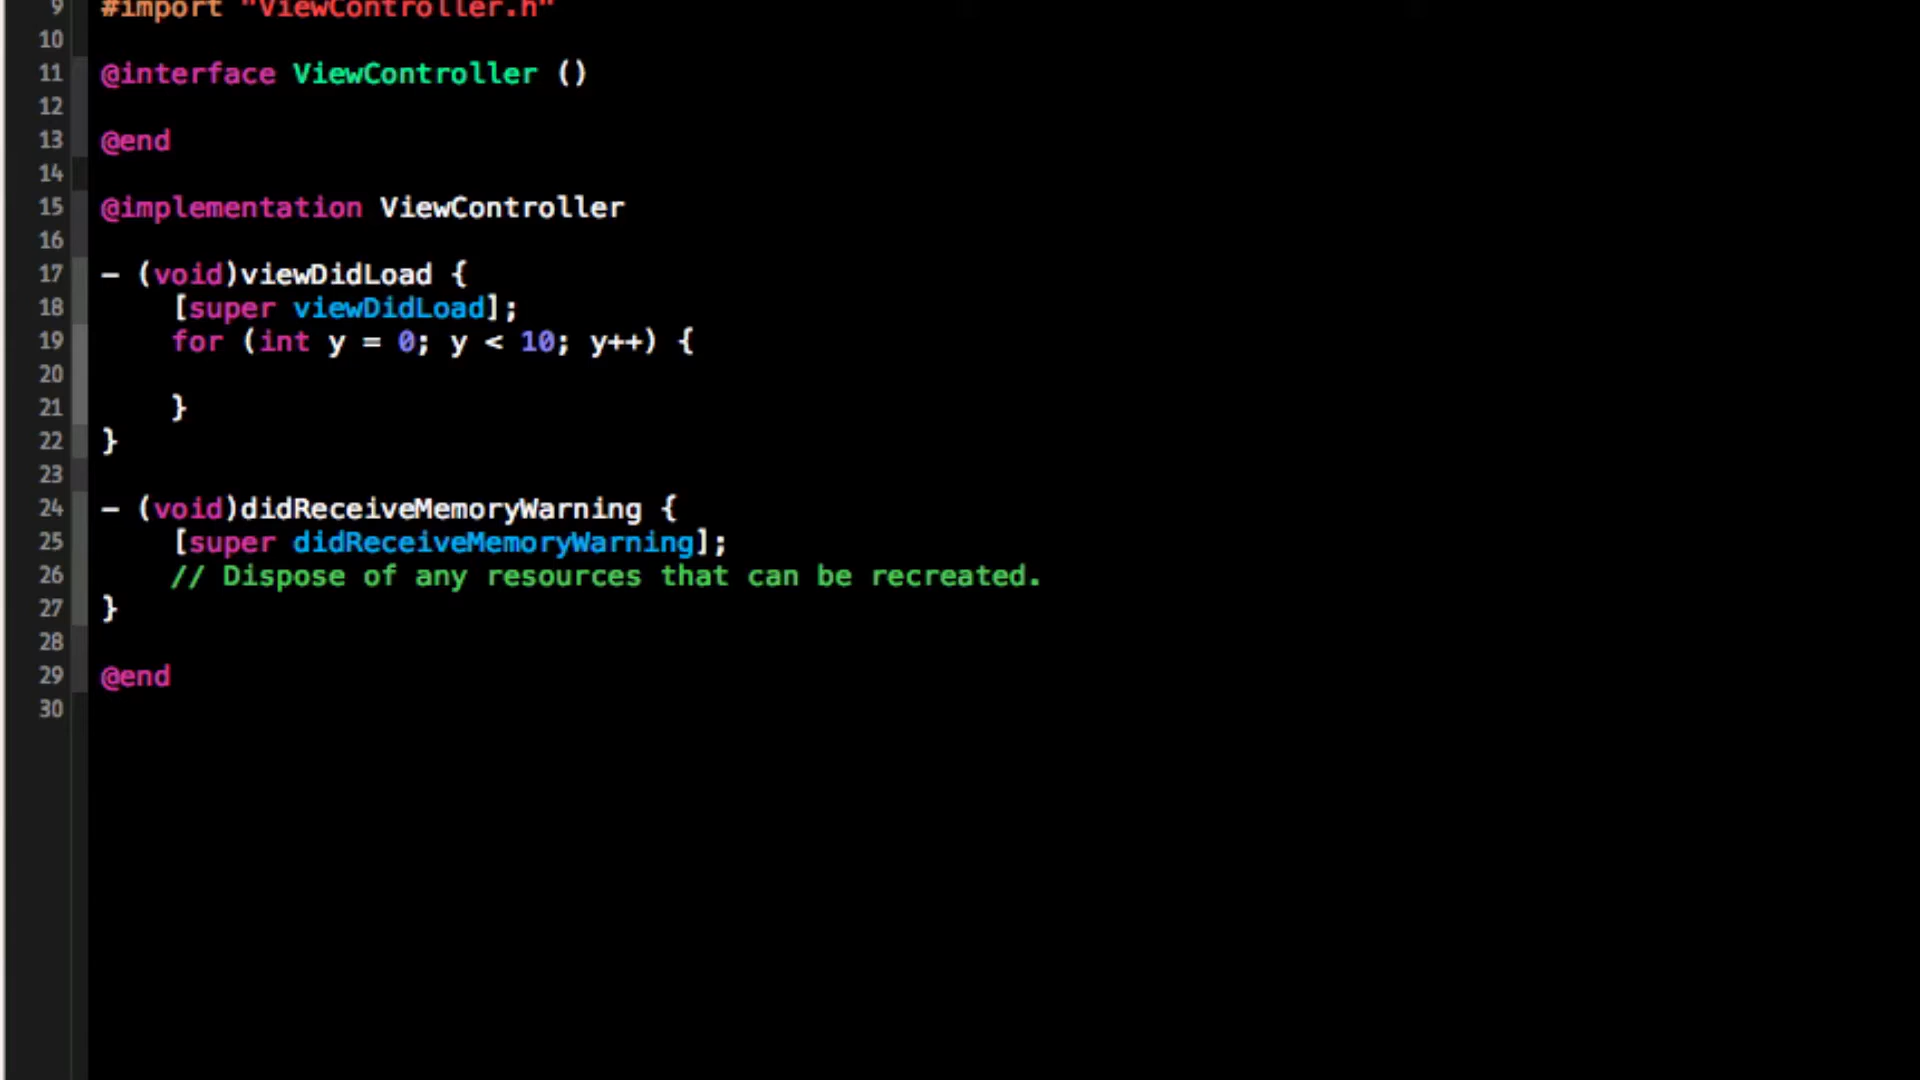 9 #import "ViewController.h"
10
11 @interface ViewController ()
12
13 @end
14
15 @implementation ViewController
16
17 - (void)viewDidLoad {
18     [super viewDidLoad];
19     for (int y = 0; y < 10; y++) {
20
21     }
22 }
23
24 - (void)didReceiveMemoryWarning {
25     [super didReceiveMemoryWarning];
26     // Dispose of any resources that can be recreated.
27 }
28
29 @end
30